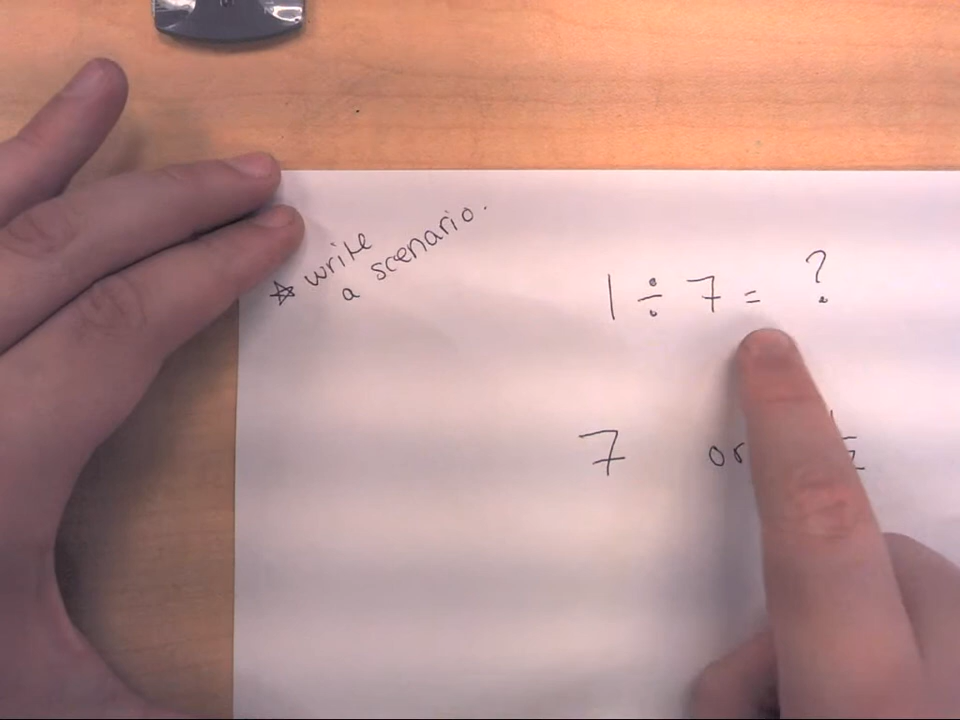 ☆ write
a scenario.
1 ÷ 7 = ?
7 or